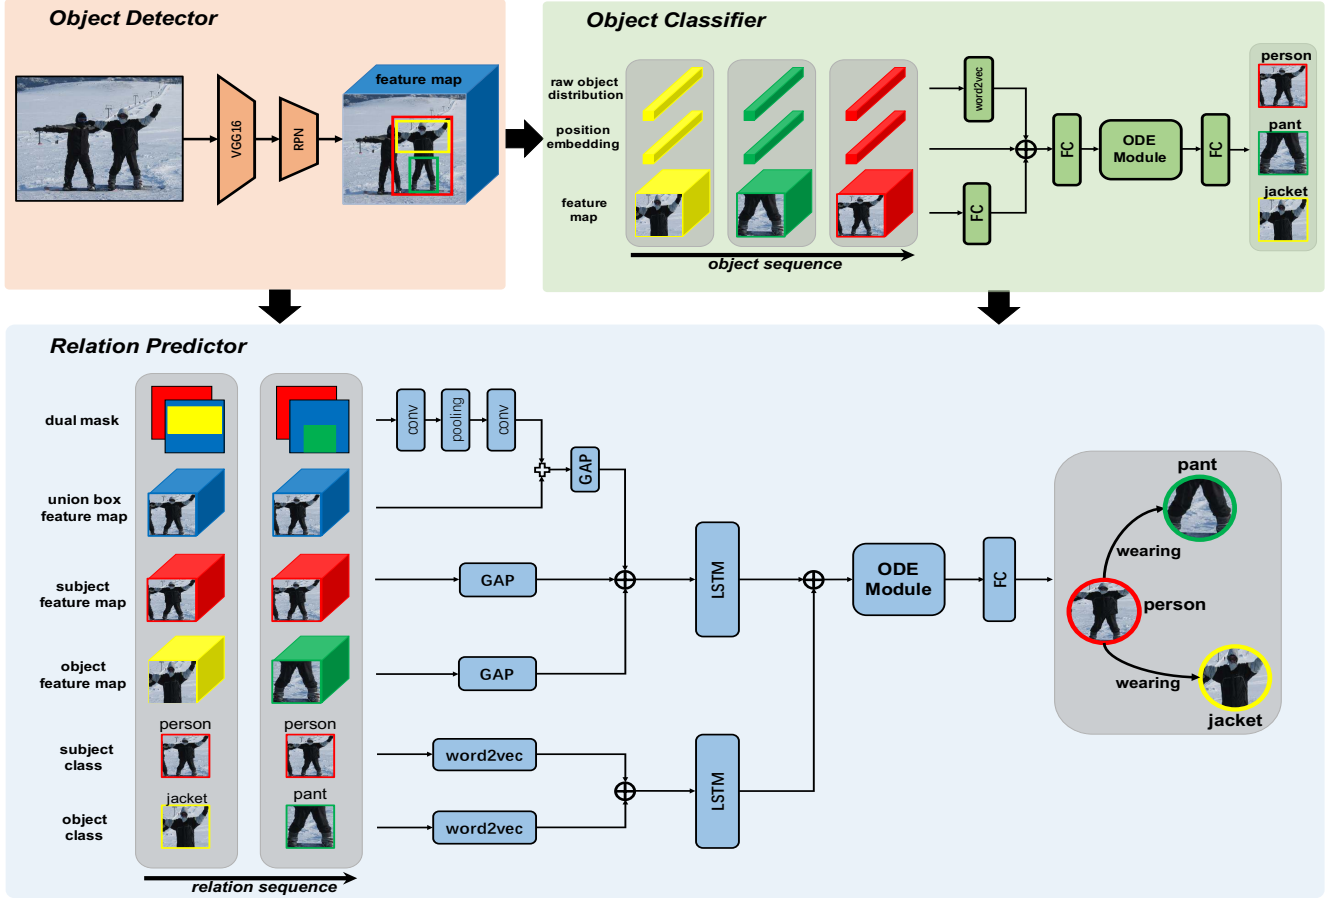 Object Detector
VGG16
RPN
feature map
Object Classifier
raw object
distribution
position
embedding
feature
map
object sequence
word2vec
FC
FC
ODE
Module
FC
person
pant
jacket
Relation Predictor
dual mask
union box
feature map
subject
feature map
object
feature map
subject
class
object
class
person
jacket
person
pant
relation sequence
conv
pooling
conv
GAP
GAP
GAP
word2vec
word2vec
LSTM
LSTM
ODE
Module
FC
pant
wearing
person
wearing
jacket